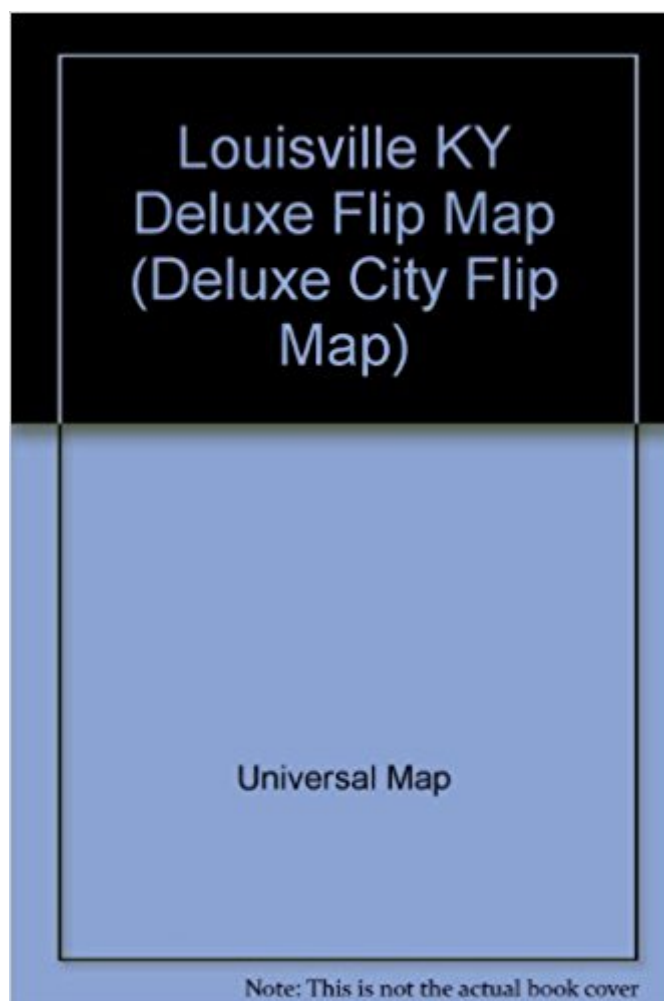 Louisville KY
Deluxe Flip Map
(Deluxe City Flip
Map)
Universal Map
Note: This is not the actual book cover